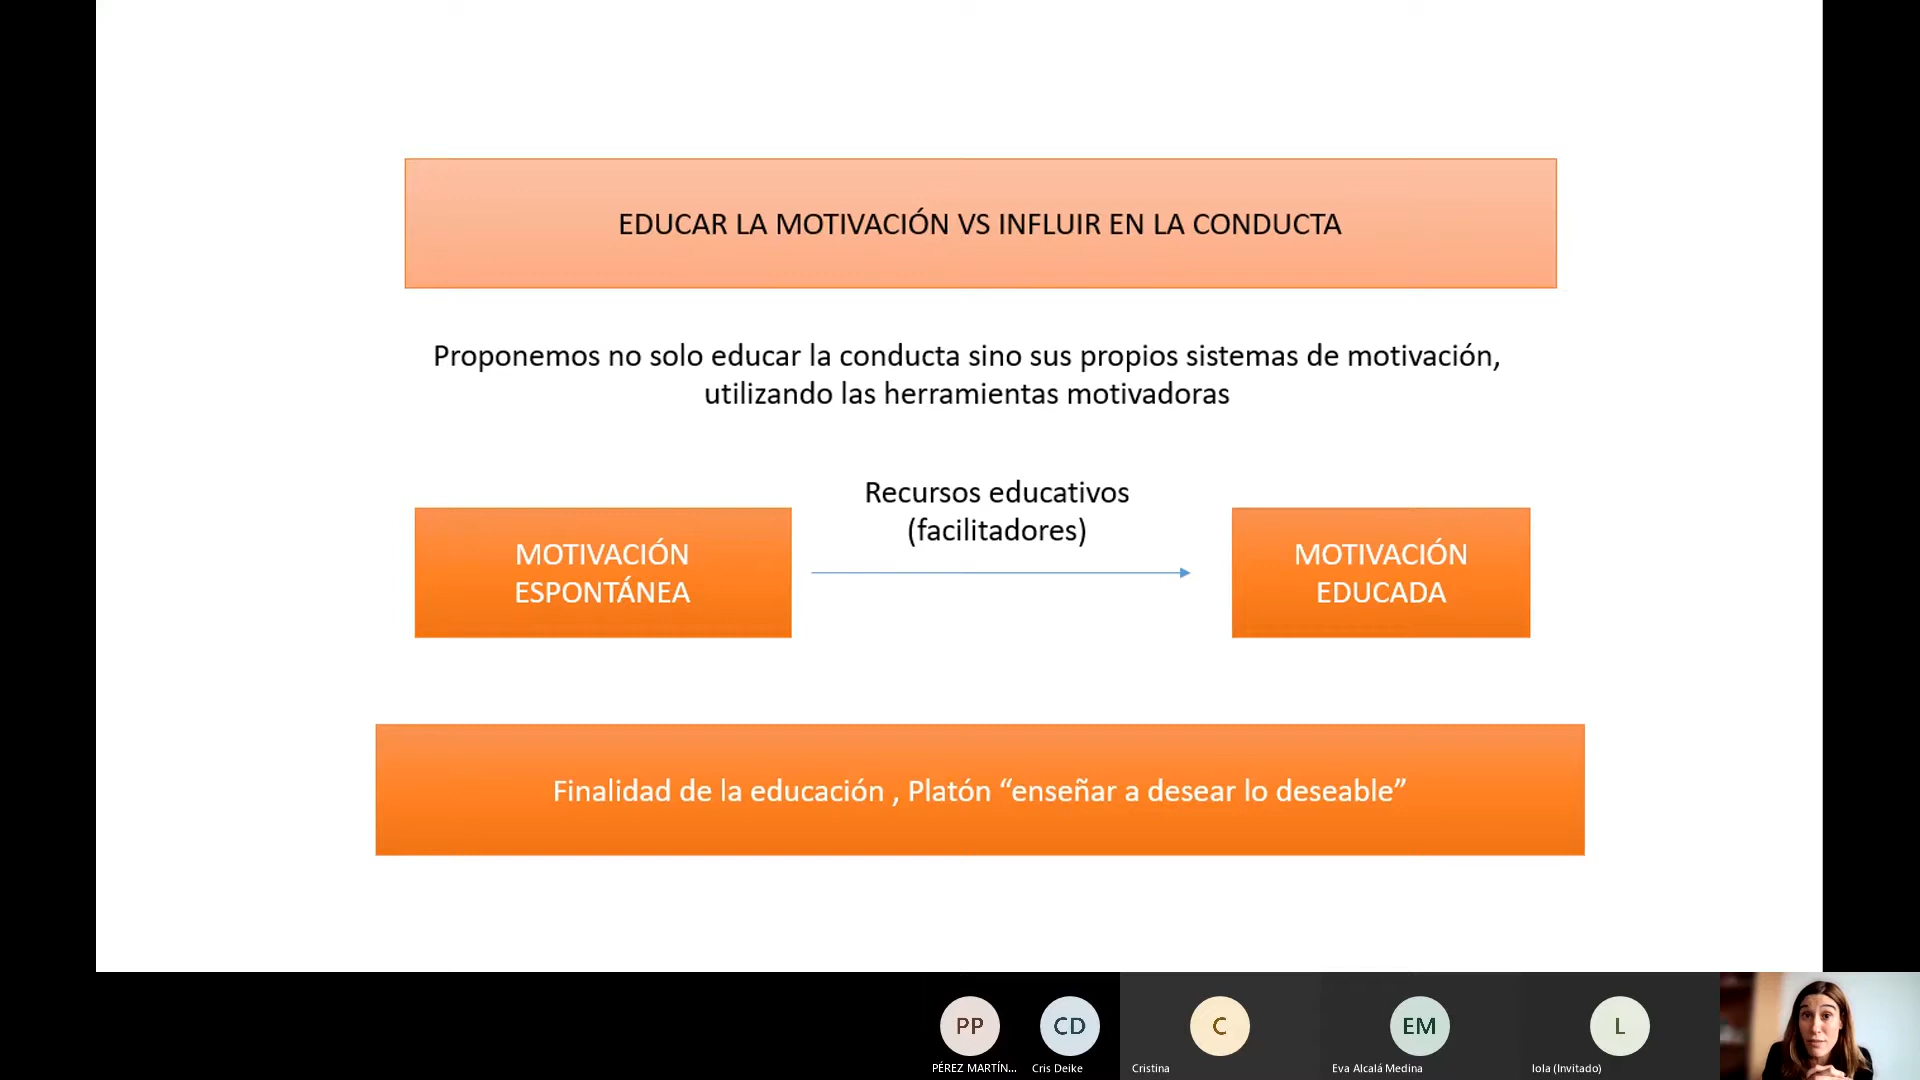 EDUCAR LA MOTIVACIÓN VS INFLUIR EN LA CONDUCTA
Proponemos no solo educar la conducta sino sus propios sistemas de motivación,
utilizando las herramientas motivadoras
Recursos educativos
(facilitadores)
MOTIVACIÓN
ESPONTÁNEA
MOTIVACIÓN
EDUCADA
Finalidad de la educación , Platón “enseñar a desear lo deseable”
PP
CD
C
EM
L
PÉREZ MARTÍN...
Cris Deike
Cristina
Eva Alcalá Medina
lola (Invitado)